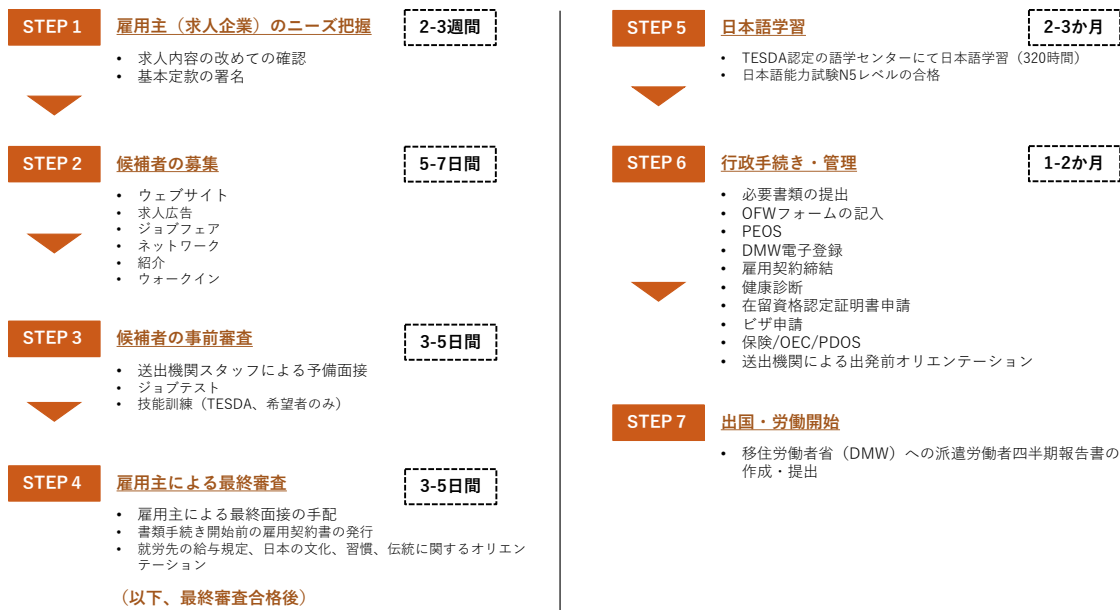 STEP 1
雇用主（求人企業）のニーズ把握
2-3週間
• 求人内容の改めての確認
• 基本定款の署名
STEP 2
候補者の募集
5-7日間
• ウェブサイト
• 求人広告
• ジョブフェア
• ネットワーク
• 紹介
• ウォークイン
STEP 3
候補者の事前審査
3-5日間
• 送出機関スタッフによる予備面接
• ジョブテスト
• 技能訓練（TESDA、希望者のみ）
STEP 4
雇用主による最終審査
3-5日間
• 雇用主による最終面接の手配
• 書類手続き開始前の雇用契約書の発行
• 就労先の給与規定、日本の文化、習慣、伝統に関するオリエン
テーション
（以下、最終審査合格後）
STEP 5
日本語学習
2-3か月
• TESDA認定の語学センターにて日本語学習（320時間）
• 日本語能力試験N5レベルの合格
STEP 6
行政手続き・管理
1-2か月
• 必要書類の提出
• OFWフォームの記入
• PEOS
• DMW電子登録
• 雇用契約締結
• 健康診断
• 在留資格認定証明書申請
• ビザ申請
• 保険/OEC/PDOS
• 送出機関による出発前オリエンテーション
STEP 7
出国・労働開始
• 移住労働者省（DMW）への派遣労働者四半期報告書の
作成・提出